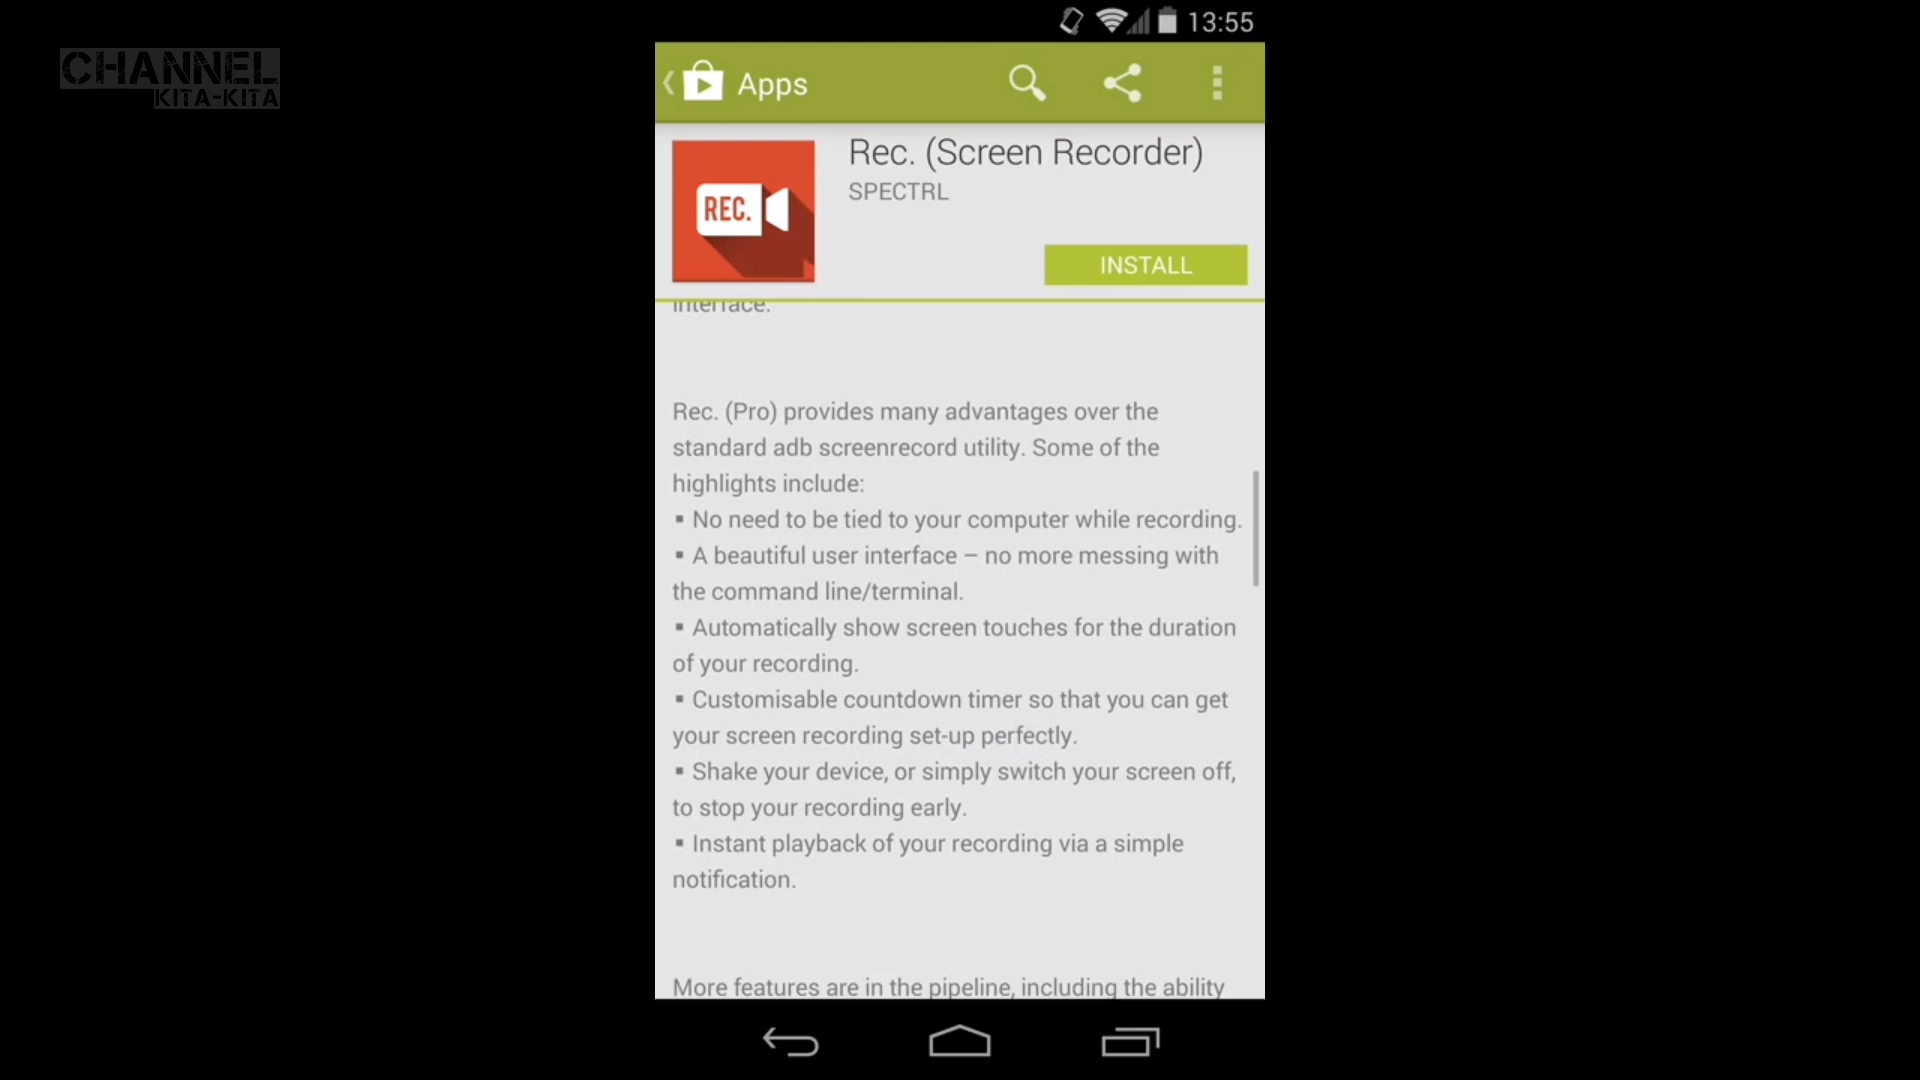 CHANNEL
KITA-KITA
13:55
Apps
Rec. (Screen Recorder)
SPECTRL
REC.
INSTALL
interface.
Rec. (Pro) provides many advantages over the
standard adb screenrecord utility. Some of the
highlights include:
▪ No need to be tied to your computer while recording.
▪ A beautiful user interface – no more messing with
the command line/terminal.
▪ Automatically show screen touches for the duration
of your recording.
▪ Customisable countdown timer so that you can get
your screen recording set-up perfectly.
▪ Shake your device, or simply switch your screen off,
to stop your recording early.
▪ Instant playback of your recording via a simple
notification.
More features are in the pipeline, including the ability